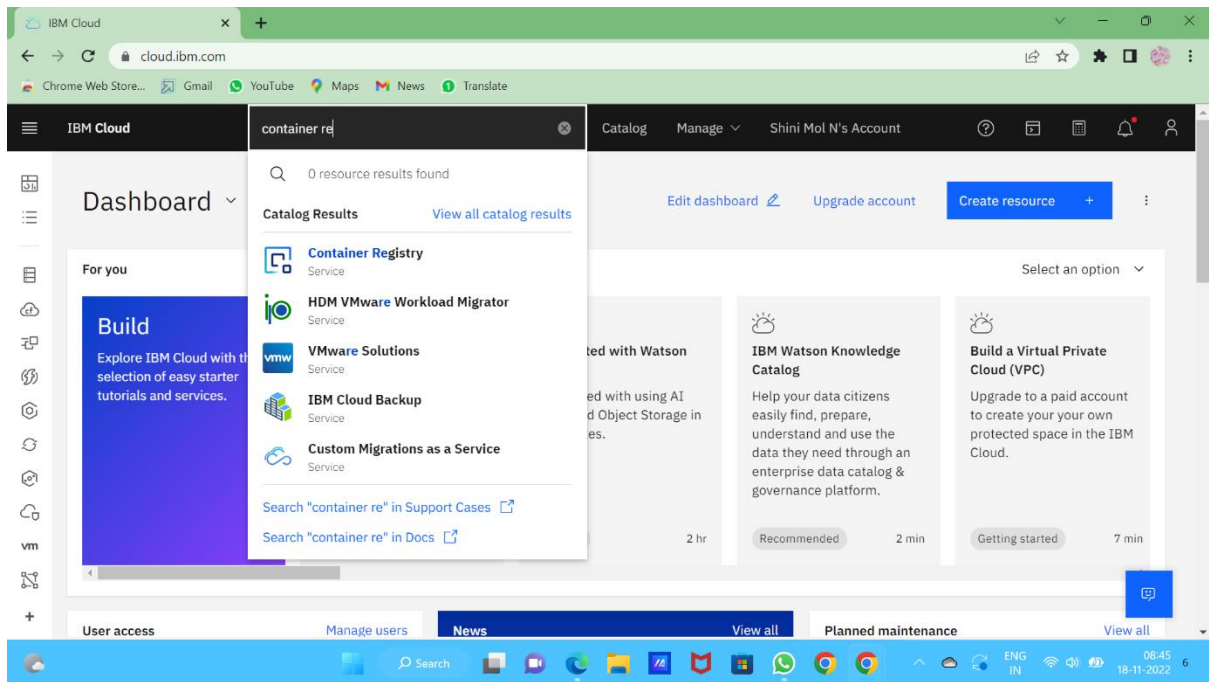 IBM Cloud
cloud.ibm.com
Chrome Web Store... Gmail YouTube Maps News Translate
IBM Cloud
container re
Catalog Manage Shini Mol N's Account
0 resource results found
Catalog Results View all catalog results
Container Registry
Service
HDM VMware Workload Migrator
Service
VMware Solutions
Service
IBM Cloud Backup
Service
Custom Migrations as a Service
Service
Search "container re" in Support Cases
Search "container re" in Docs
Dashboard
Edit dashboard Upgrade account Create resource +
For you
Select an option
Build
Explore IBM Cloud with th
selection of easy starter
tutorials and services.
ted with Watson
ed with using AI
d Object Storage in
es.
2 hr
IBM Watson Knowledge
Catalog
Help your data citizens
easily find, prepare,
understand and use the
data they need through an
enterprise data catalog &
governance platform.
Recommended 2 min
Build a Virtual Private
Cloud (VPC)
Upgrade to a paid account
to create your your own
protected space in the IBM
Cloud.
Getting started 7 min
vm
User access Manage users
News View all
Planned maintenance View all
Search
ENG
IN
08:45
18-11-2022
6